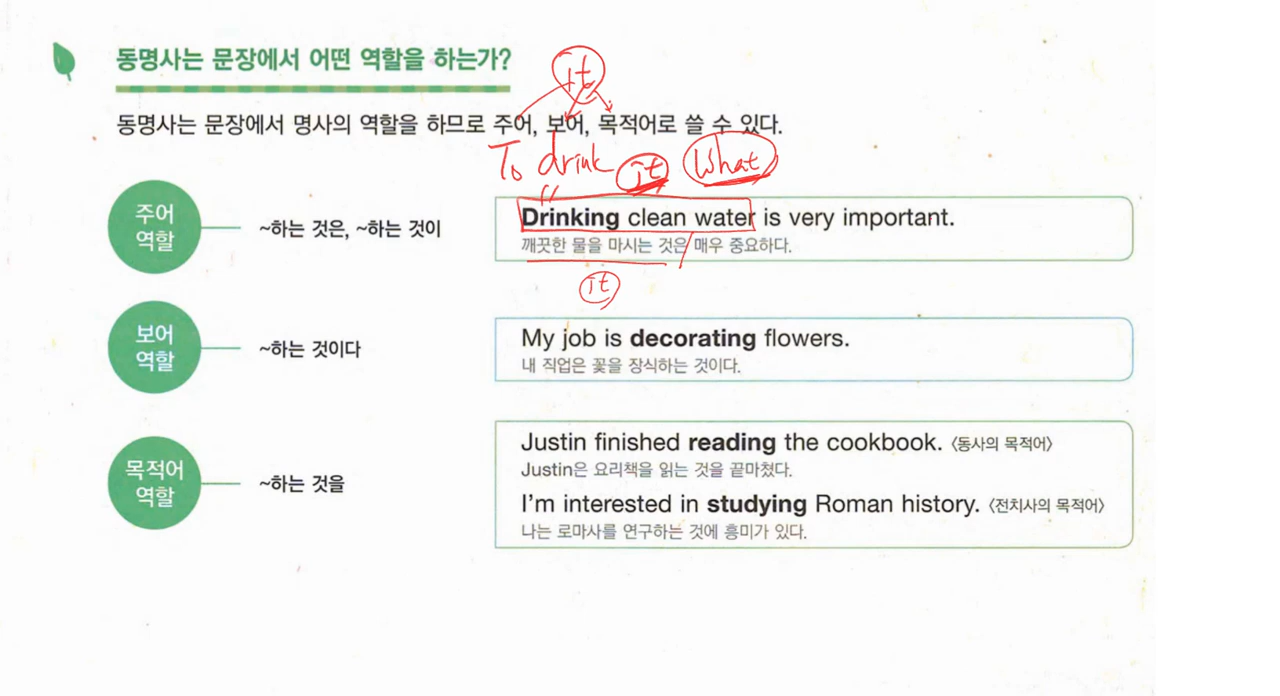 동명사는 문장에서 어떤 역할을 하는가?
it
동명사는 문장에서 명사의 역할을 하므로 주어, 보어, 목적어로 쓸 수 있다.
To drink it What
주어
역할
~하는 것은, ~하는 것이
Drinking clean water is very important.
깨끗한 물을 마시는 것은 매우 중요하다.
it
보어
역할
~하는 것이다
My job is decorating flowers.
내 직업은 꽃을 장식하는 것이다.
목적어
역할
~하는 것을
Justin finished reading the cookbook. 〈동사의 목적어〉
Justin은 요리책을 읽는 것을 끝마쳤다.
I'm interested in studying Roman history. 〈전치사의 목적어〉
나는 로마사를 연구하는 것에 흥미가 있다.